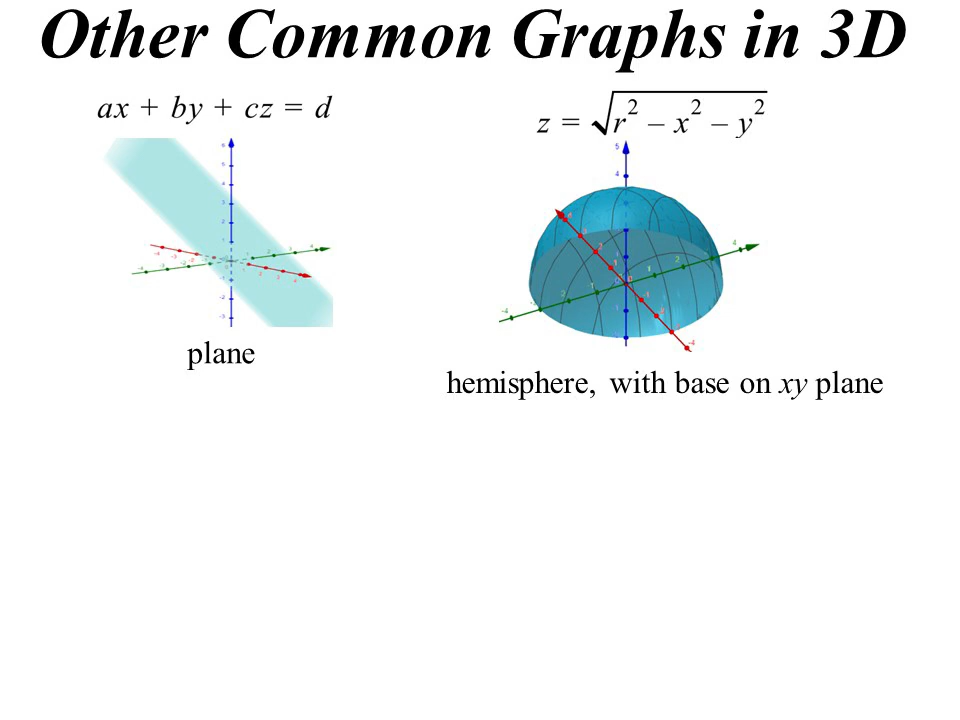 Other Common Graphs in 3D
ax + by + cz = d
z = √(r² – x² – y²)
plane
hemisphere, with base on xy plane